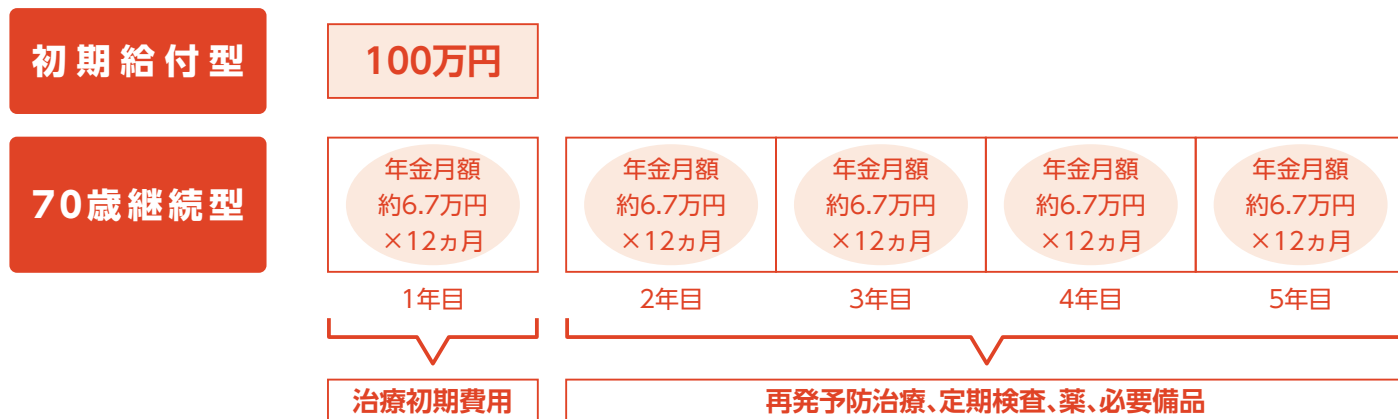 初期給付型
100万円
70歳継続型
年金月額
約6.7万円
×12ヵ月
年金月額
約6.7万円
×12ヵ月
年金月額
約6.7万円
×12ヵ月
年金月額
約6.7万円
×12ヵ月
年金月額
約6.7万円
×12ヵ月
1年目
2年目
3年目
4年目
5年目
治療初期費用
再発予防治療、定期検査、薬、必要備品